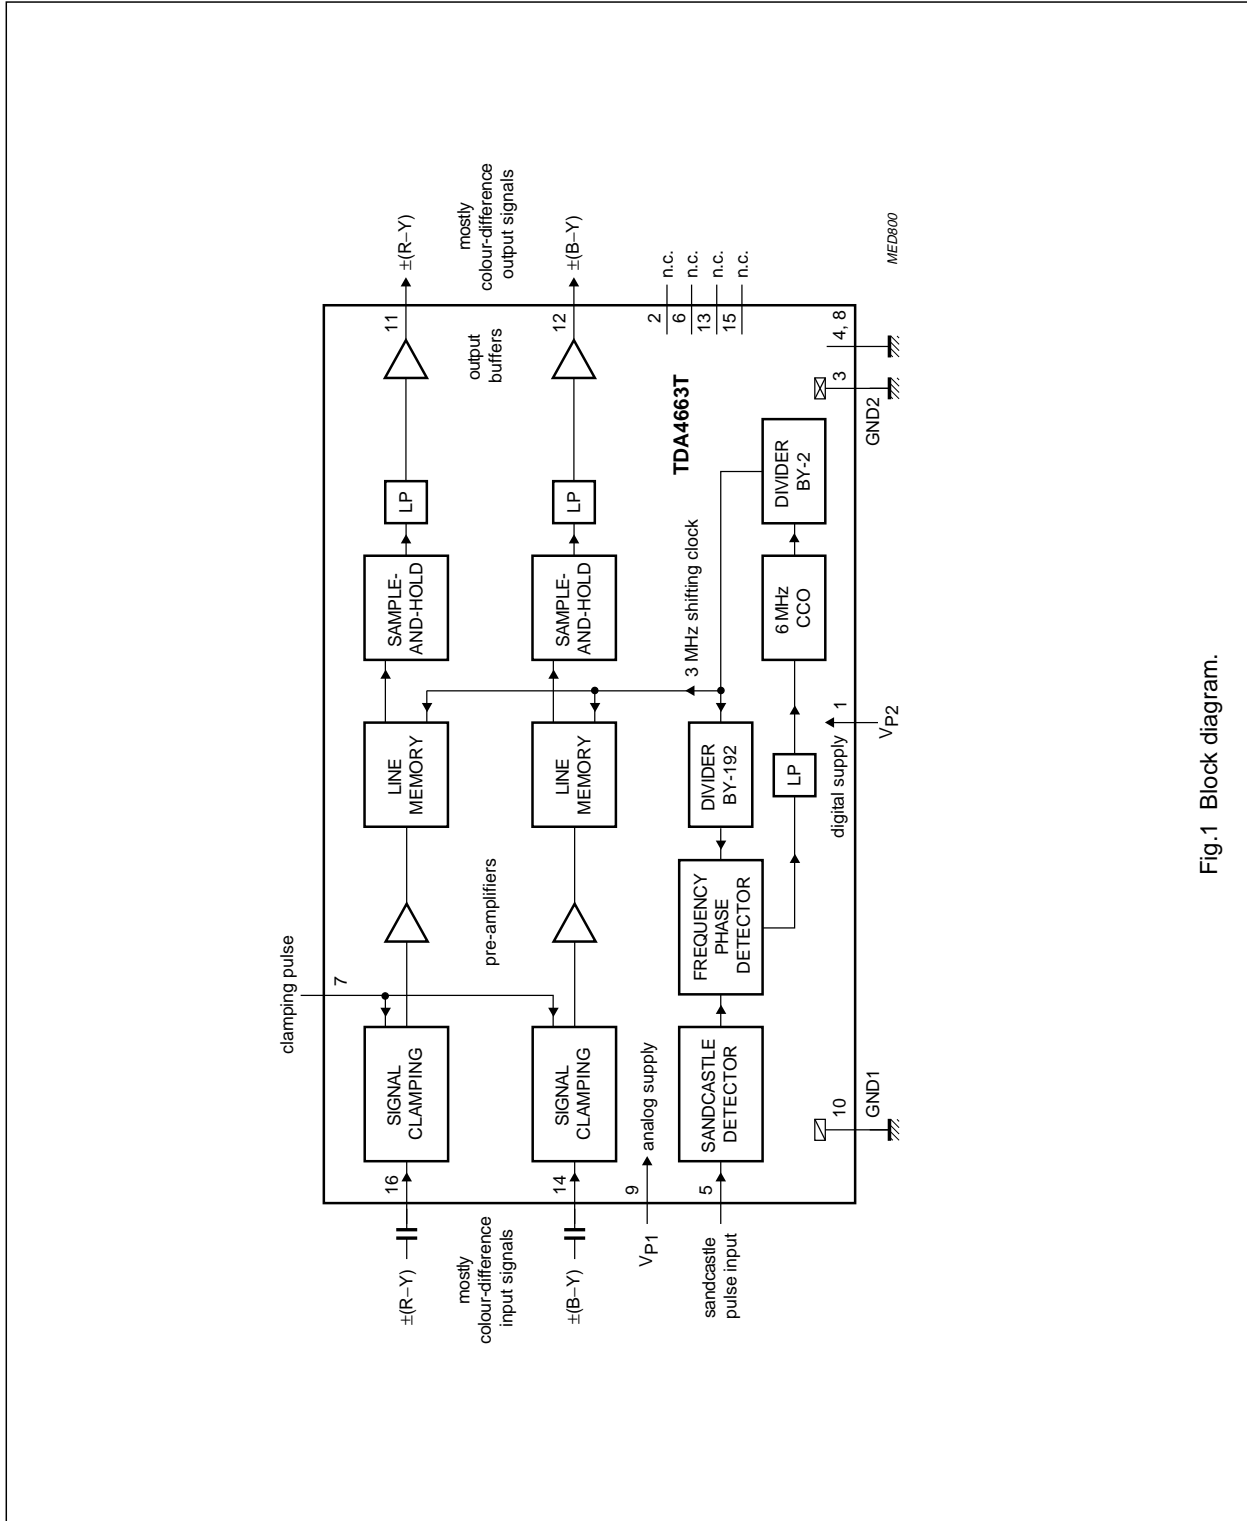 clamping pulse
7
±(R−Y)
16
SIGNAL
CLAMPING
LINE
MEMORY
SAMPLE-
AND-HOLD
LP
11
±(R−Y)
mostly
colour-difference
input signals
pre-amplifiers
output
buffers
mostly
colour-difference
output signals
±(B−Y)
14
SIGNAL
CLAMPING
LINE
MEMORY
SAMPLE-
AND-HOLD
LP
12
±(B−Y)
VP1
9
analog supply
3 MHz shifting clock
TDA4663T
2
n.c.
6
n.c.
13
n.c.
15
n.c.
sandcastle
pulse input
5
SANDCASTLE
DETECTOR
FREQUENCY
PHASE
DETECTOR
DIVIDER
BY-192
LP
6 MHz
CCO
DIVIDER
BY-2
digital supply
10
GND1
1
VP2
3
GND2
4, 8
MED800
Fig.1 Block diagram.